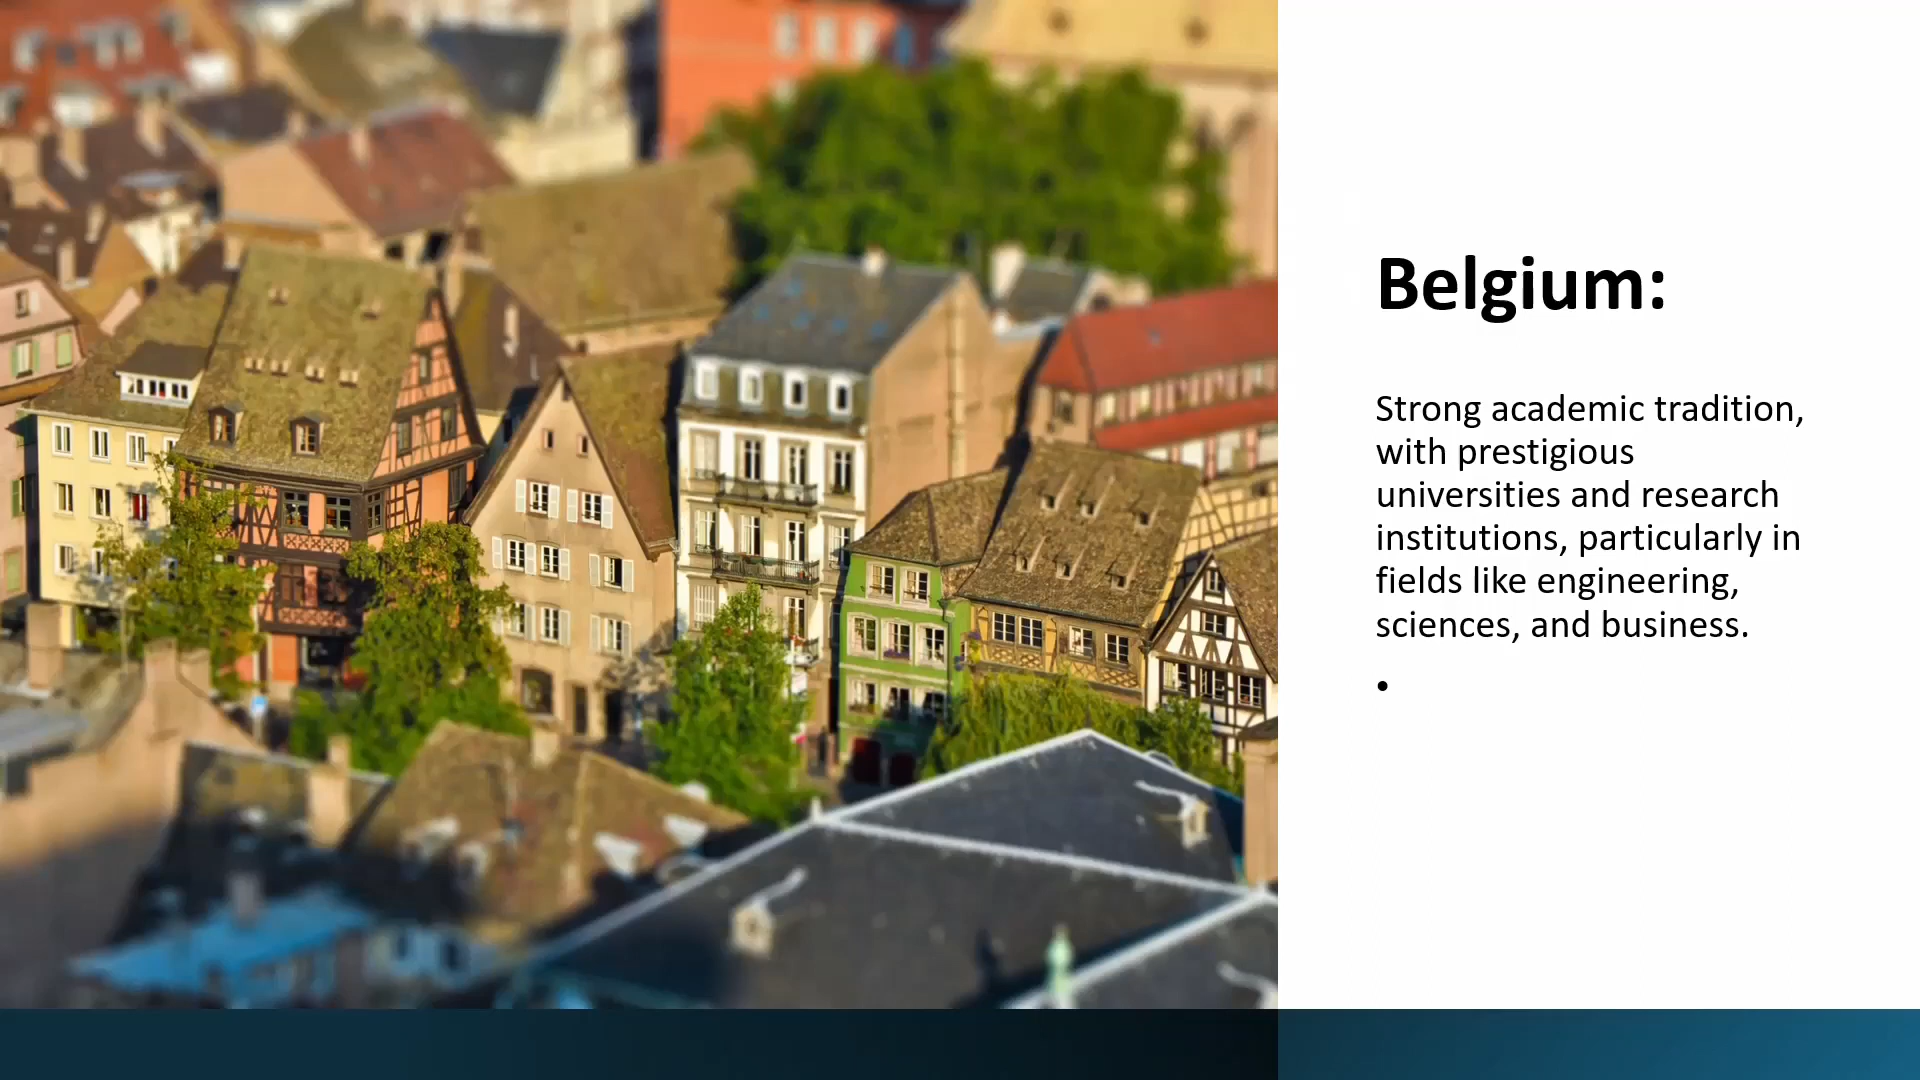 Belgium:
Strong academic tradition,
with prestigious
universities and research
institutions, particularly in
fields like engineering,
sciences, and business.
•